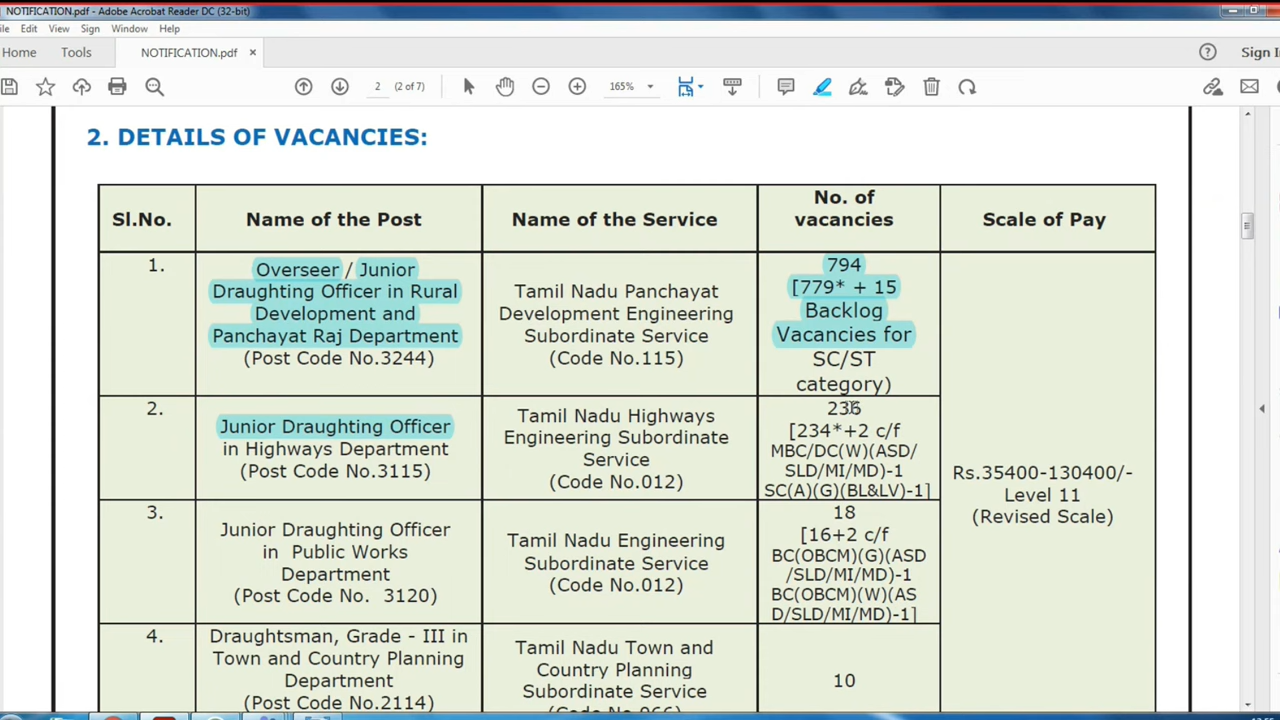 NOTIFICATION.pdf - Adobe Acrobat Reader DC (32-bit)
Edit View Sign Window Help
Home Tools NOTIFICATION.pdf ×
2 (2 of 7) 165%
Sign In
2. DETAILS OF VACANCIES:
Sl.No.
Name of the Post
Name of the Service
No. of
vacancies
Scale of Pay
1.
Overseer / Junior
Draughting Officer in Rural
Development and
Panchayat Raj Department
(Post Code No.3244)
Tamil Nadu Panchayat
Development Engineering
Subordinate Service
(Code No.115)
794
[779* + 15
Backlog
Vacancies for
SC/ST
category)
2.
Junior Draughting Officer
in Highways Department
(Post Code No.3115)
Tamil Nadu Highways
Engineering Subordinate
Service
(Code No.012)
236
[234*+2 c/f
MBC/DC(W)(ASD/
SLD/MI/MD)-1
SC(A)(G)(BL&LV)-1]
Rs.35400-130400/-
Level 11
(Revised Scale)
3.
Junior Draughting Officer
in Public Works
Department
(Post Code No. 3120)
Tamil Nadu Engineering
Subordinate Service
(Code No.012)
18
[16+2 c/f
BC(OBCM)(G)(ASD
/SLD/MI/MD)-1
BC(OBCM)(W)(AS
D/SLD/MI/MD)-1]
4.
Draughtsman, Grade - III in
Town and Country Planning
Department
(Post Code No.2114)
Tamil Nadu Town and
Country Planning
Subordinate Service
10